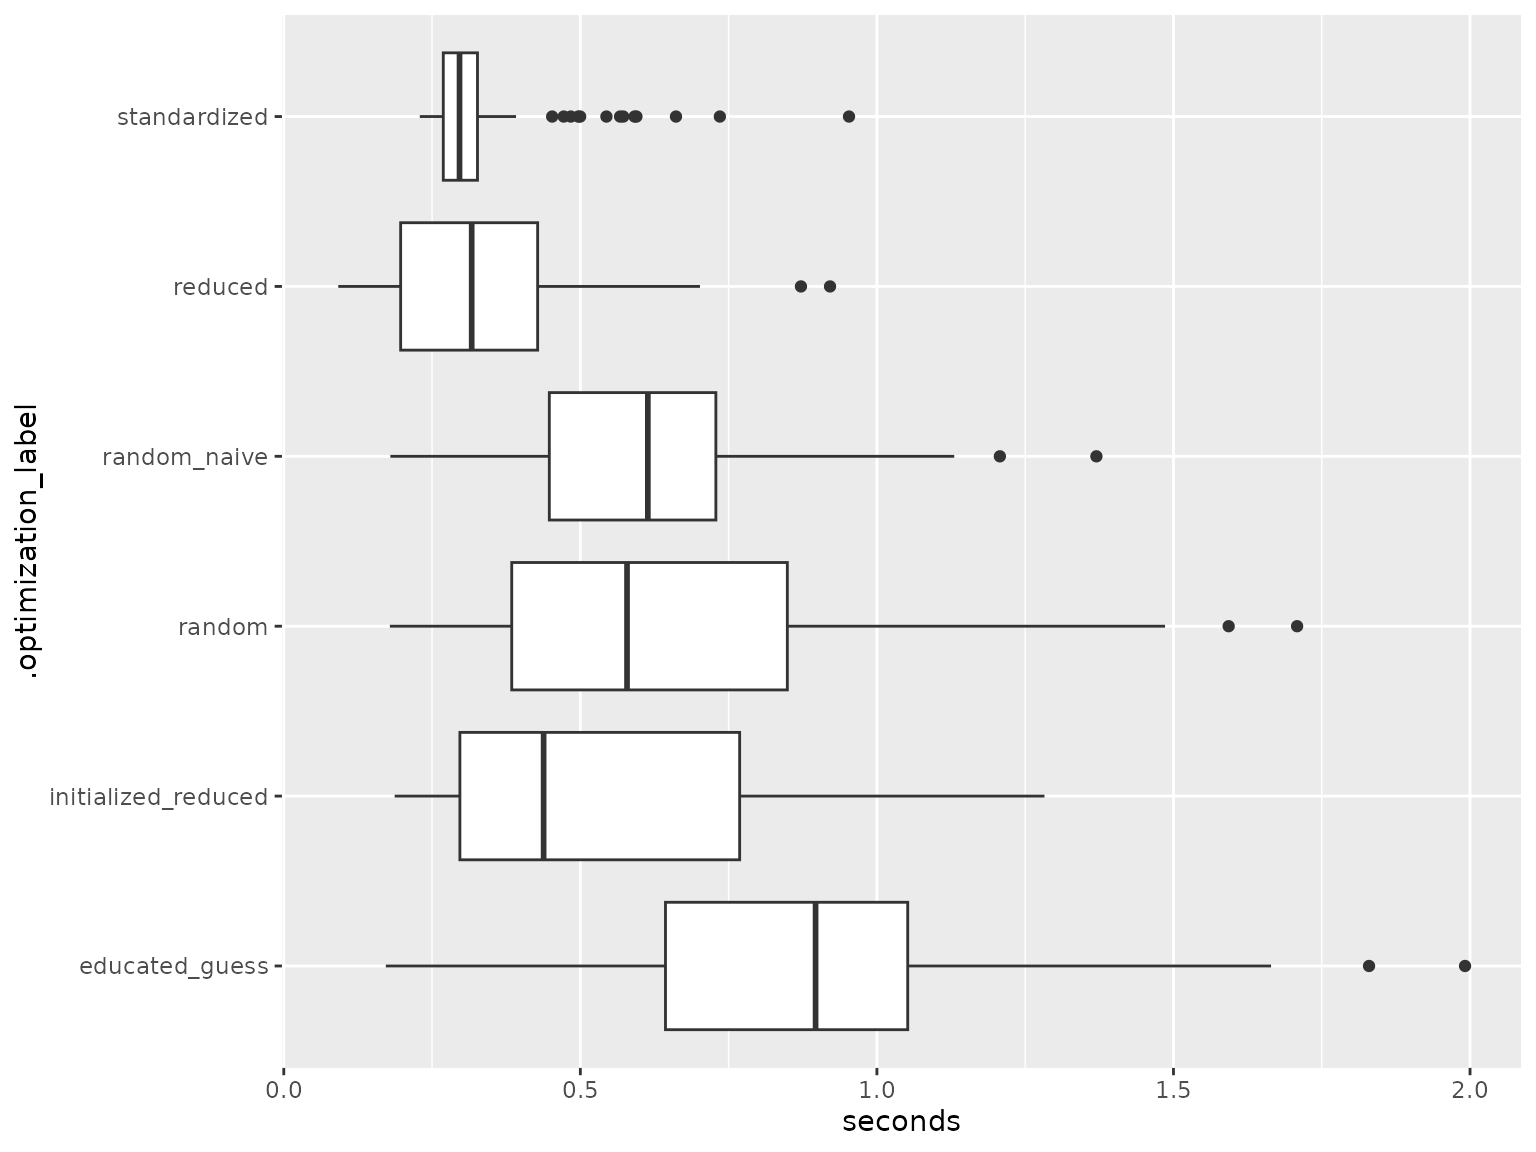 standardized
reduced
random_naive
random
initialized_reduced
educated_guess
.optimization_label
0.0 0.5 1.0 1.5 2.0
seconds